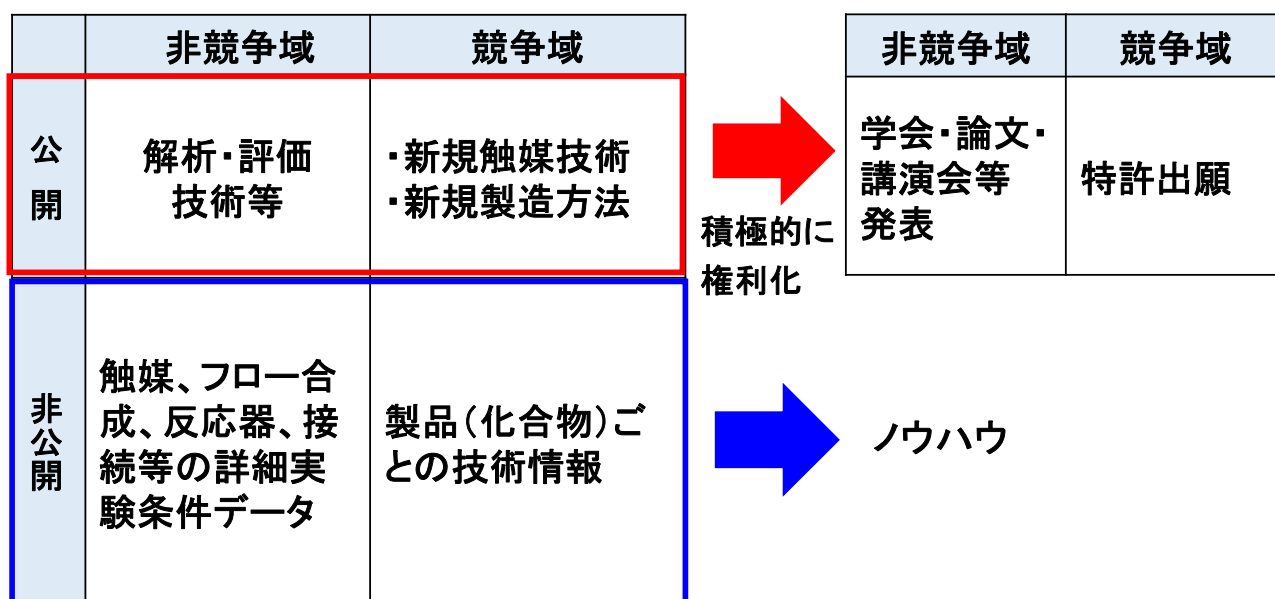 非競争域
競争域
公
開
解析・評価
技術等
・新規触媒技術
・新規製造方法
非公開
触媒、フロー合
成、反応器、接
続等の詳細実
験条件データ
製品(化合物)ご
との技術情報
積極的に
権利化
非競争域
競争域
学会・論文・
講演会等
発表
特許出願
ノウハウ